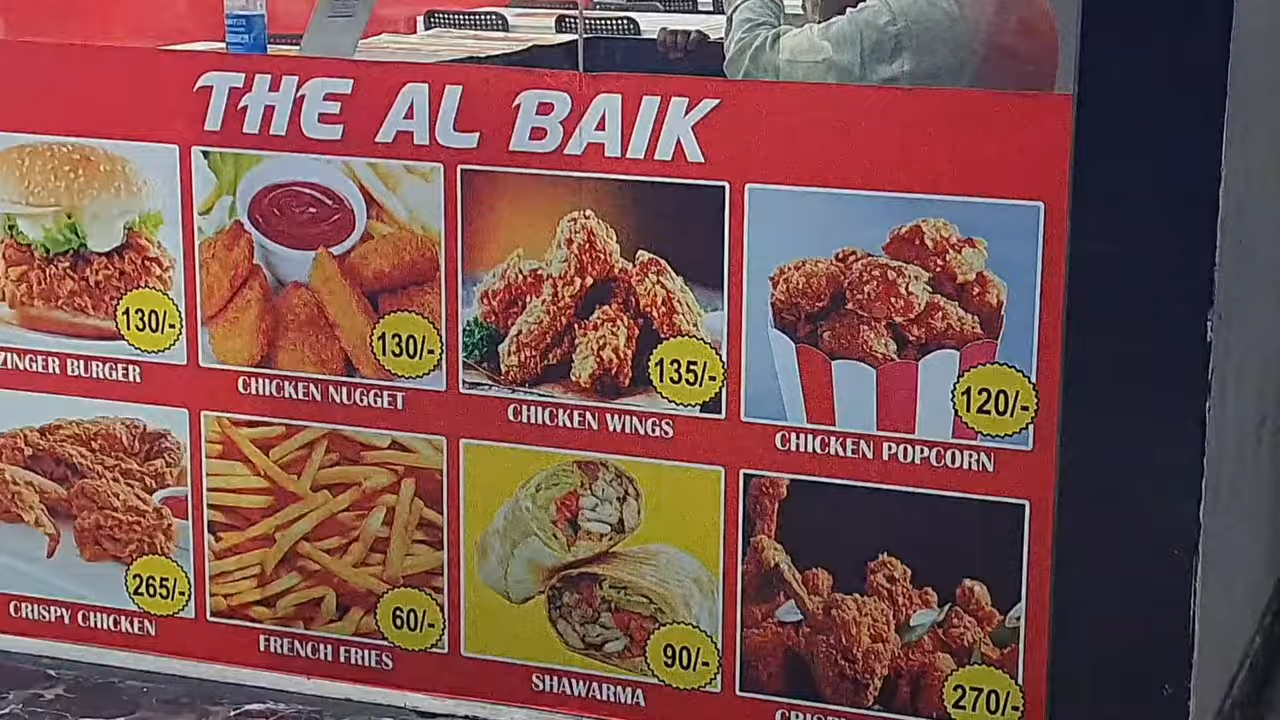 THE AL BAIK
130/-
130/-
135/-
120/-
ZINGER BURGER
CHICKEN NUGGET
CHICKEN WINGS
CHICKEN POPCORN
265/-
60/-
90/-
270/-
CRISPY CHICKEN
FRENCH FRIES
SHAWARMA